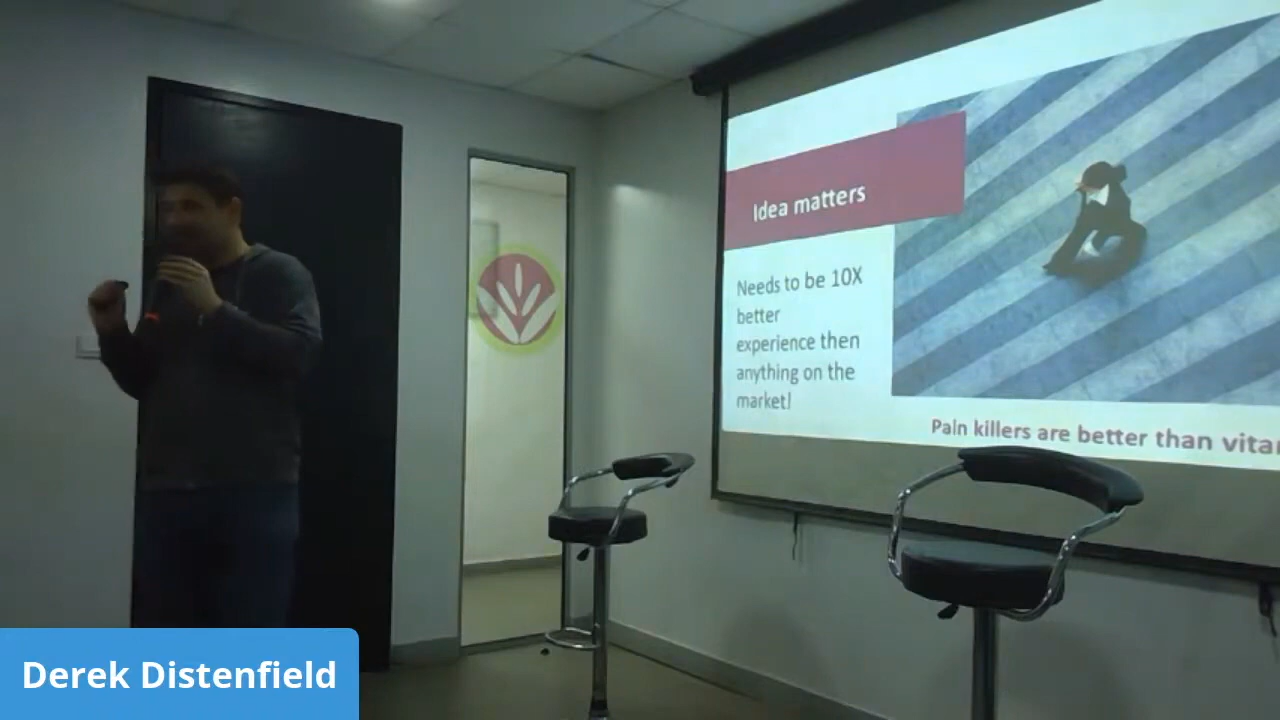 Idea matters
Needs to be 10X
better
experience then
anything on the
market!
Pain killers are better than
Derek Distenfield